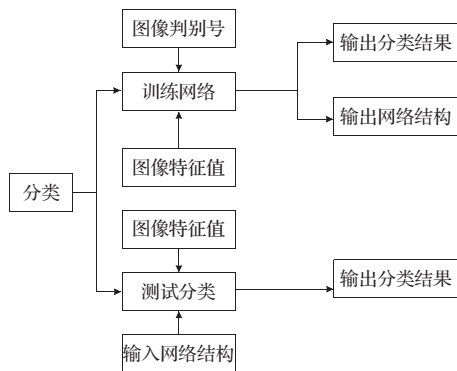 图像判别号
输出分类结果
训练网络
输出网络结构
图像特征值
分类
图像特征值
测试分类
输出分类结果
输入网络结构